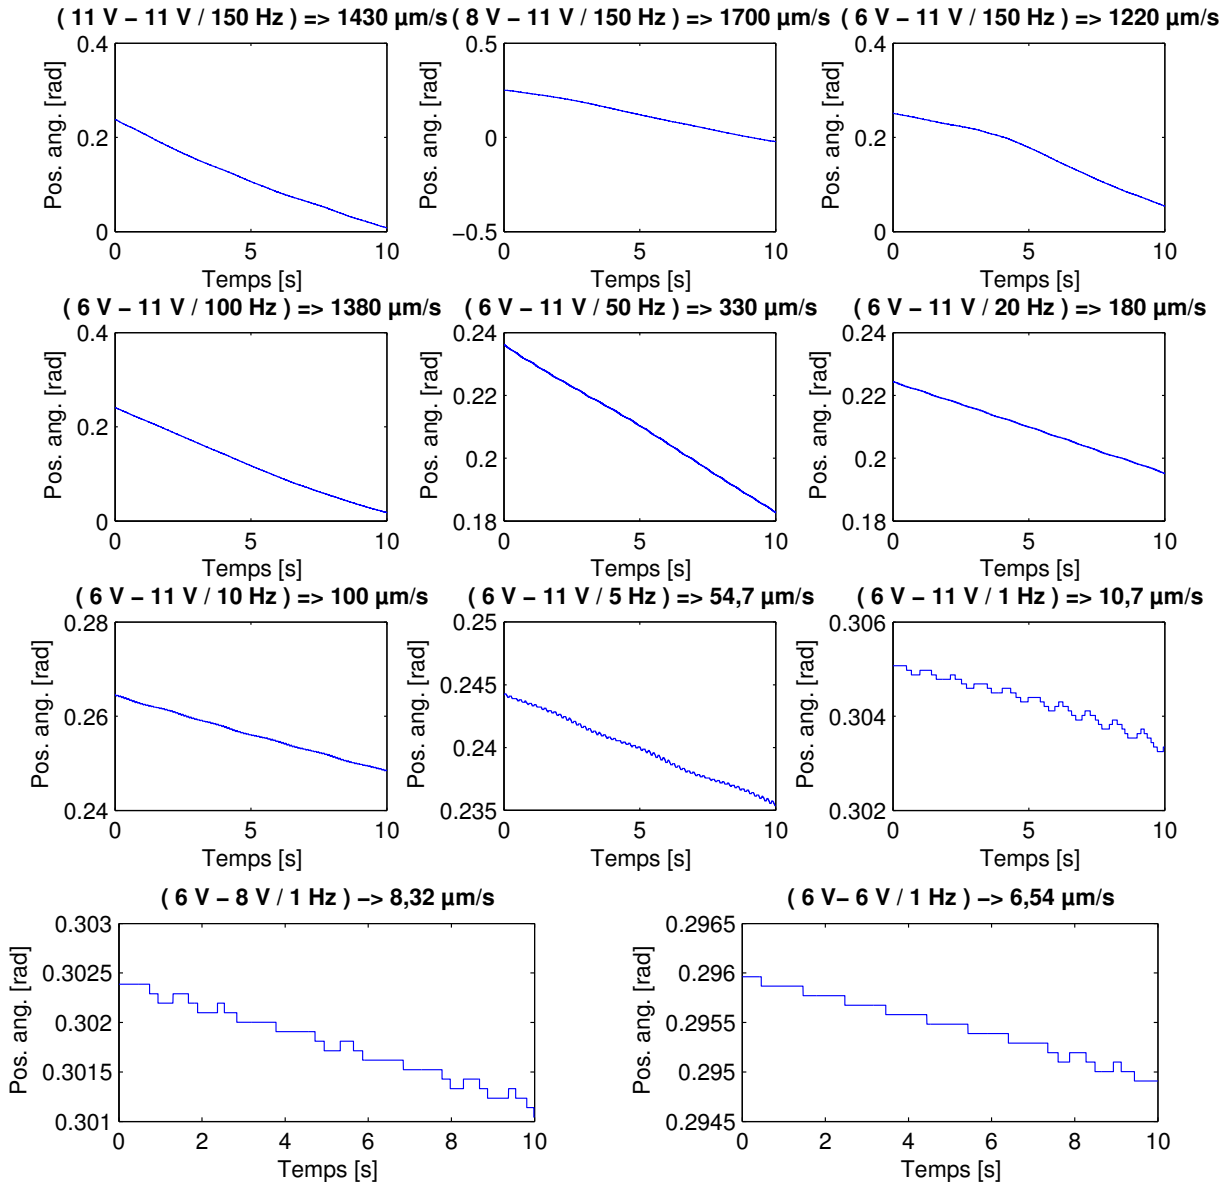 ( 11 V − 11 V / 150 Hz ) => 1430 µm/s
0.4
0.2
0
Pos. ang. [rad]
0
5
10
Temps [s]
( 8 V − 11 V / 150 Hz ) => 1700 µm/s
0.5
0
−0.5
Pos. ang. [rad]
0
5
10
Temps [s]
( 6 V − 11 V / 150 Hz ) => 1220 µm/s
0.4
0.2
0
Pos. ang. [rad]
0
5
10
Temps [s]
( 6 V − 11 V / 100 Hz ) => 1380 µm/s
0.4
0.2
0
Pos. ang. [rad]
0
5
10
Temps [s]
(6 V − 11 V / 50 Hz ) => 330 µm/s
0.24
0.22
0.2
0.18
Pos. ang. [rad]
0
5
10
Temps [s]
(6 V − 11 V / 20 Hz ) => 180 µm/s
0.24
0.22
0.2
0.18
Pos. ang. [rad]
0
5
10
Temps [s]
( 6 V − 11 V / 10 Hz ) => 100 µm/s
0.28
0.26
0.24
Pos. ang. [rad]
0
5
10
Temps [s]
(6 V − 11 V / 5 Hz ) => 54,7 µm/s
0.25
0.245
0.24
0.235
Pos. ang. [rad]
0
5
10
Temps [s]
(6 V − 11 V / 1 Hz ) => 10,7 µm/s
0.306
0.304
0.302
Pos. ang. [rad]
0
5
10
Temps [s]
( 6 V − 8 V / 1 Hz ) −> 8,32 µm/s
0.303
0.3025
0.302
0.3015
0.301
Pos. ang. [rad]
0
2
4
6
8
10
Temps [s]
( 6 V− 6 V / 1 Hz ) −> 6,54 µm/s
0.2965
0.296
0.2955
0.295
0.2945
Pos. ang. [rad]
0
2
4
6
8
10
Temps [s]